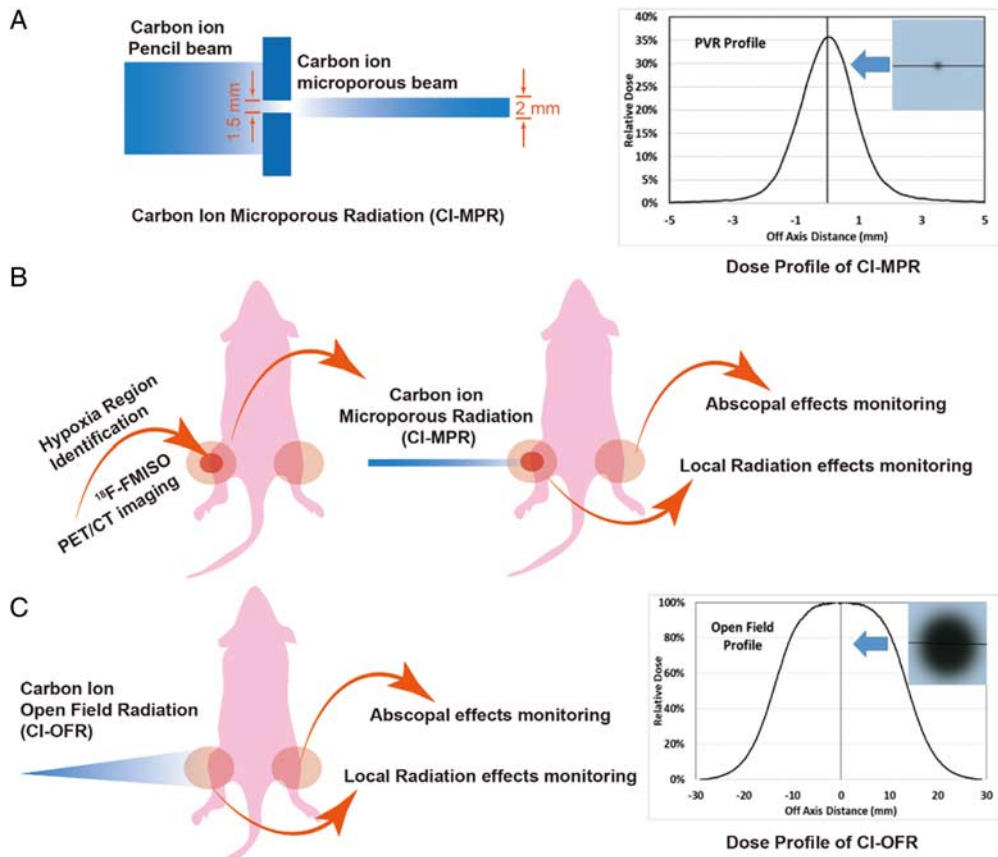 A
Carbon ion
Pencil beam
Carbon ion
microporous beam
1.5 mm
2 mm
Carbon Ion Microporous Radiation (CI-MPR)
40%
35%
30%
35%
20%
15%
10%
5%
0%
Relative Dose
PVR Profile
-5
-3
-1
1
3
5
Off Axis Distance (mm)
Dose Profile of CI-MPR
B
Hypoxia Region
Identification
18F-FMISO
PET/CT imaging
Carbon ion
Microporous Radiation
(CI-MPR)
Abscopal effects monitoring
Local Radiation effects monitoring
C
Carbon Ion
Open Field Radiation
(CI-OFR)
Abscopal effects monitoring
Local Radiation effects monitoring
100%
80%
60%
40%
20%
0%
Relative Dose
Open Field
Profile
-30
-20
-10
0
10
20
30
Off Axis Distance (mm)
Dose Profile of CI-OFR